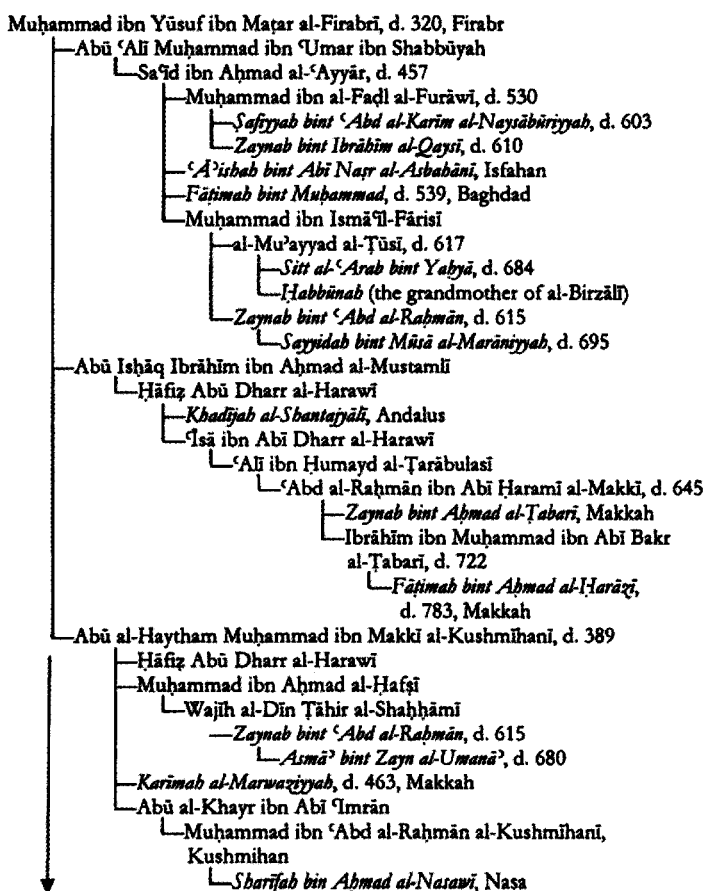 Muḥammad ibn Yūsuf ibn Maṭar al-Firabrī, d. 320, Firabr
Abū ʿAlī Muḥammad ibn ʿUmar ibn Shabbūyah
Saʿīd ibn Aḥmad al-ʿAyyār, d. 457
Muḥammad ibn al-Faḍl al-Furāwī, d. 530
Safiyyah bint ʿAbd al-Karīm al-Naysābūriyyah, d. 603
Zaynab bint Ibrāhīm al-Qaysī, d. 610
ʿĀʾishah bint Abī Naṣr al-Asbahānī, Isfahan
Fāṭimah bint Muḥammad, d. 539, Baghdad
Muḥammad ibn Ismāʿīl-Fārisī
al-Muʾayyad al-Ṭūsī, d. 617
Sitt al-ʿArab bint Yaḥyā, d. 684
Ḥabbūnah (the grandmother of al-Birzālī)
Zaynab bint ʿAbd al-Raḥmān, d. 615
Sayyidah bint Mūsā al-Marāniyyah, d. 695
Abū Isḥāq Ibrāhīm ibn Aḥmad al-Mustamlī
Ḥāfiẓ Abū Dharr al-Harawī
Khadījah al-Shantajyālī, Andalus
ʿĪsā ibn Abī Dharr al-Harawī
ʿAlī ibn Ḥumayd al-Ṭarābulasī
ʿAbd al-Raḥmān ibn Abī Ḥaramī al-Makkī, d. 645
Zaynab bint Aḥmad al-Ṭabarī, Makkah
Ibrāhīm ibn Muḥammad ibn Abī Bakr
al-Ṭabarī, d. 722
Fāṭimah bint Aḥmad al-Ḥarāẓī,
d. 783, Makkah
Abū al-Haytham Muḥammad ibn Makkī al-Kushmīhanī, d. 389
Ḥāfiẓ Abū Dharr al-Harawī
Muḥammad ibn Aḥmad al-Ḥafṣī
Wajīh al-Dīn Ṭāhir al-Shaḥḥāmī
Zaynab bint ʿAbd al-Raḥmān, d. 615
Asmāʾ bint Zayn al-Umanāʾ, d. 680
Karīmah al-Marwaziyyah, d. 463, Makkah
Abū al-Khayr ibn Abī ʿImrān
Muḥammad ibn ʿAbd al-Raḥmān al-Kushmīhanī,
Kushmihan
Sharīfah bin Aḥmad al-Nasawī, Nasa